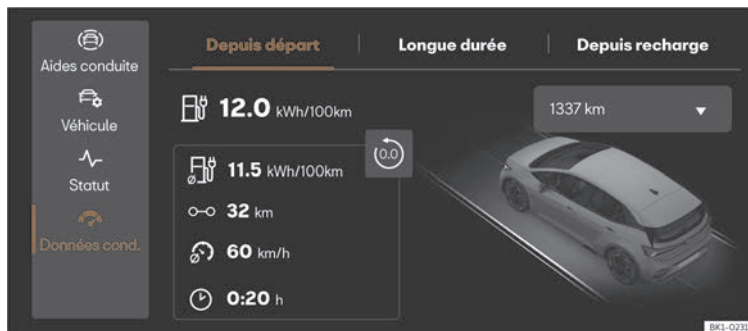 Aides conduite
Véhicule
Statut
Données cond.
Depuis départ
Longue durée
Depuis recharge
12.0 kWh/100km
1337 km
(0.0)
11.5 kWh/100km
32 km
60 km/h
0:20 h
BK1-0231